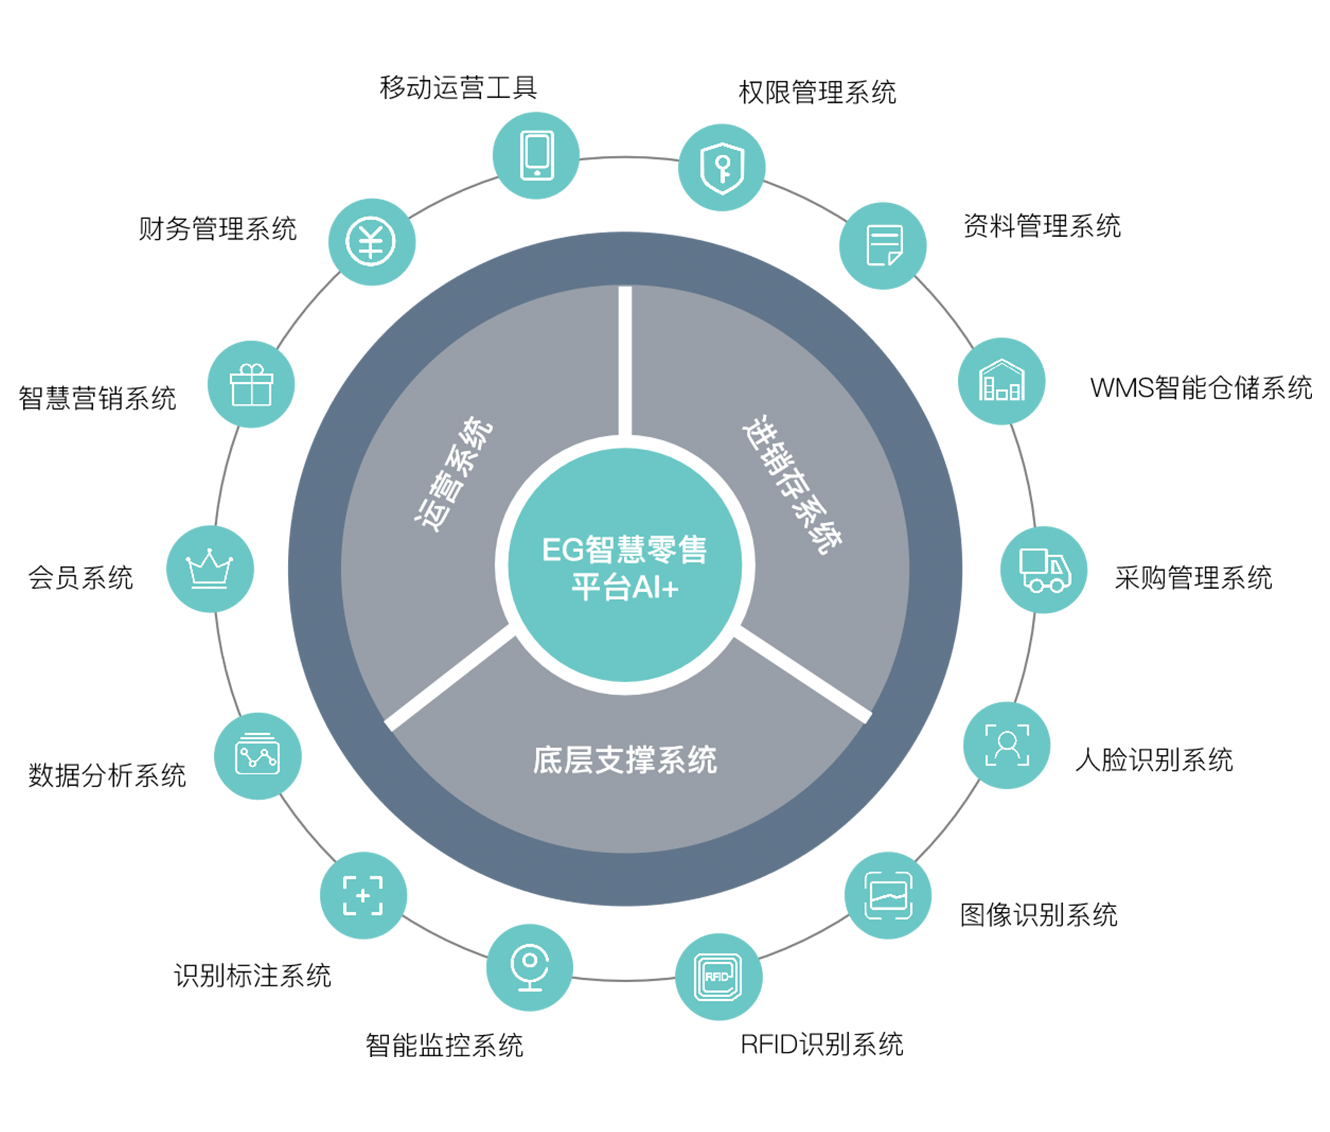 移动运营工具
权限管理系统
财务管理系统
资料管理系统
智慧营销系统
WMS智能仓储系统
运营系统
进销存系统
EG智慧零售
平台AI+
会员系统
采购管理系统
底层支撑系统
数据分析系统
人脸识别系统
图像识别系统
识别标注系统
RFID
智能监控系统
RFID识别系统